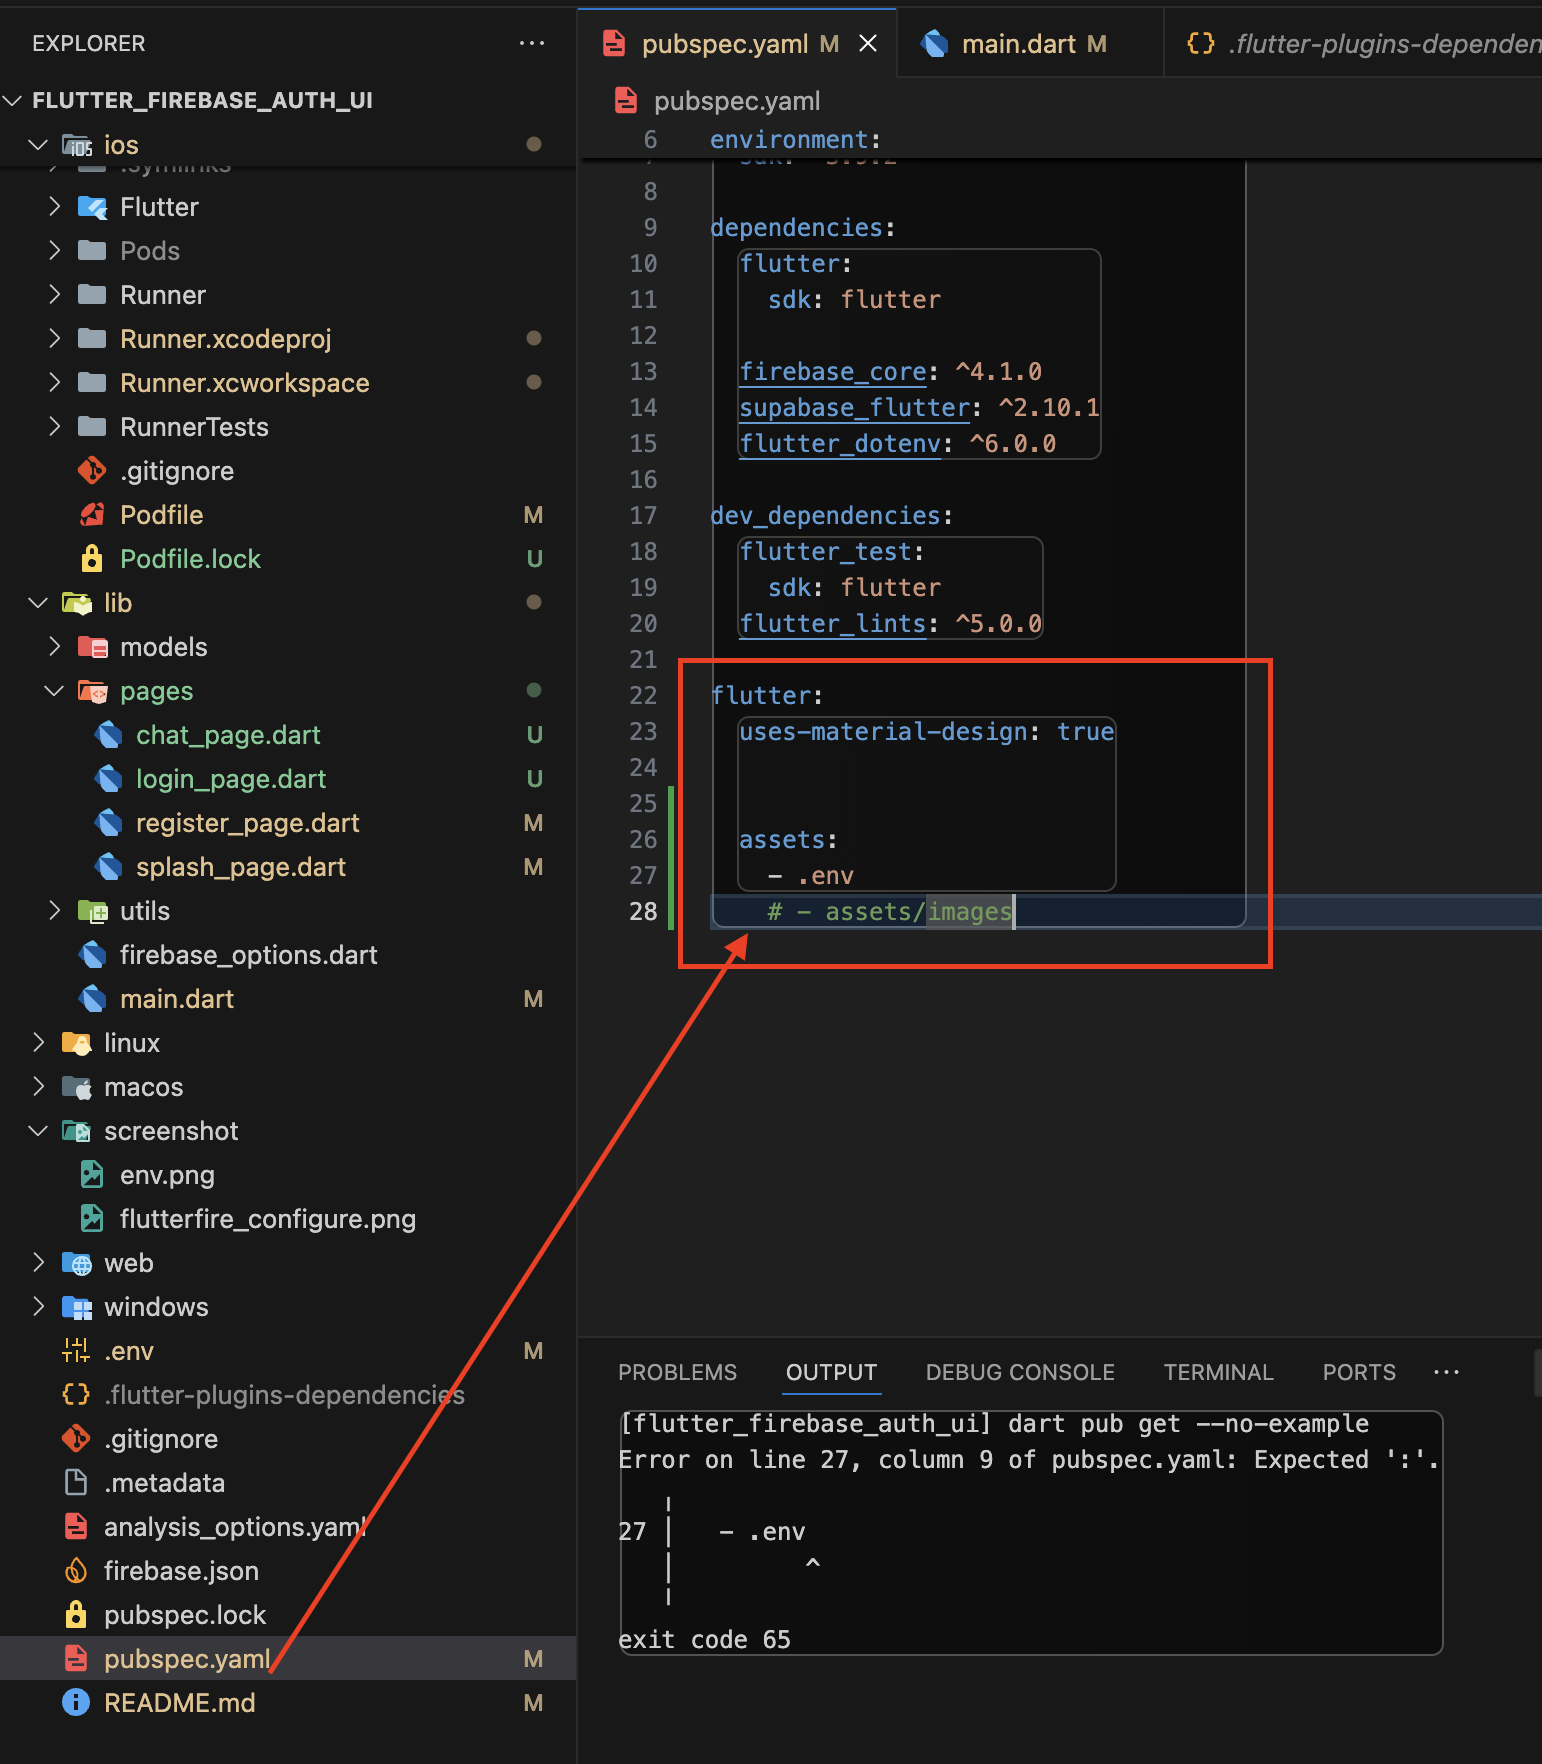 EXPLORER
FLUTTER_FIREBASE_AUTH_UI
ios
.symlinks
Flutter
Pods
Runner
Runner.xcodeproj
Runner.xcworkspace
RunnerTests
.gitignore
Podfile M
Podfile.lock U
lib
models
pages
chat_page.dart U
login_page.dart U
register_page.dart M
splash_page.dart M
utils
firebase_options.dart
main.dart M
linux
macos
screenshot
env.png
flutterfire_configure.png
web
windows
.env M
.flutter-plugins-dependencies
.gitignore
.metadata
analysis_options.yaml
firebase.json
pubspec.lock
pubspec.yaml M
README.md M
pubspec.yaml M
main.dart M
{} .flutter-plugins-dependen
pubspec.yaml
6 environment:
8
9 dependencies:
10 flutter:
11 sdk: flutter
12
13 firebase_core: ^4.1.0
14 supabase_flutter: ^2.10.1
15 flutter_dotenv: ^6.0.0
16
17 dev_dependencies:
18 flutter_test:
19 sdk: flutter
20 flutter_lints: ^5.0.0
21
22 flutter:
23 uses-material-design: true
24
25
26 assets:
27 - .env
28 # - assets/images
PROBLEMS OUTPUT DEBUG CONSOLE TERMINAL PORTS
[flutter_firebase_auth_ui] dart pub get --no-example
Error on line 27, column 9 of pubspec.yaml: Expected ':'.
27 │ - .env
^
exit code 65